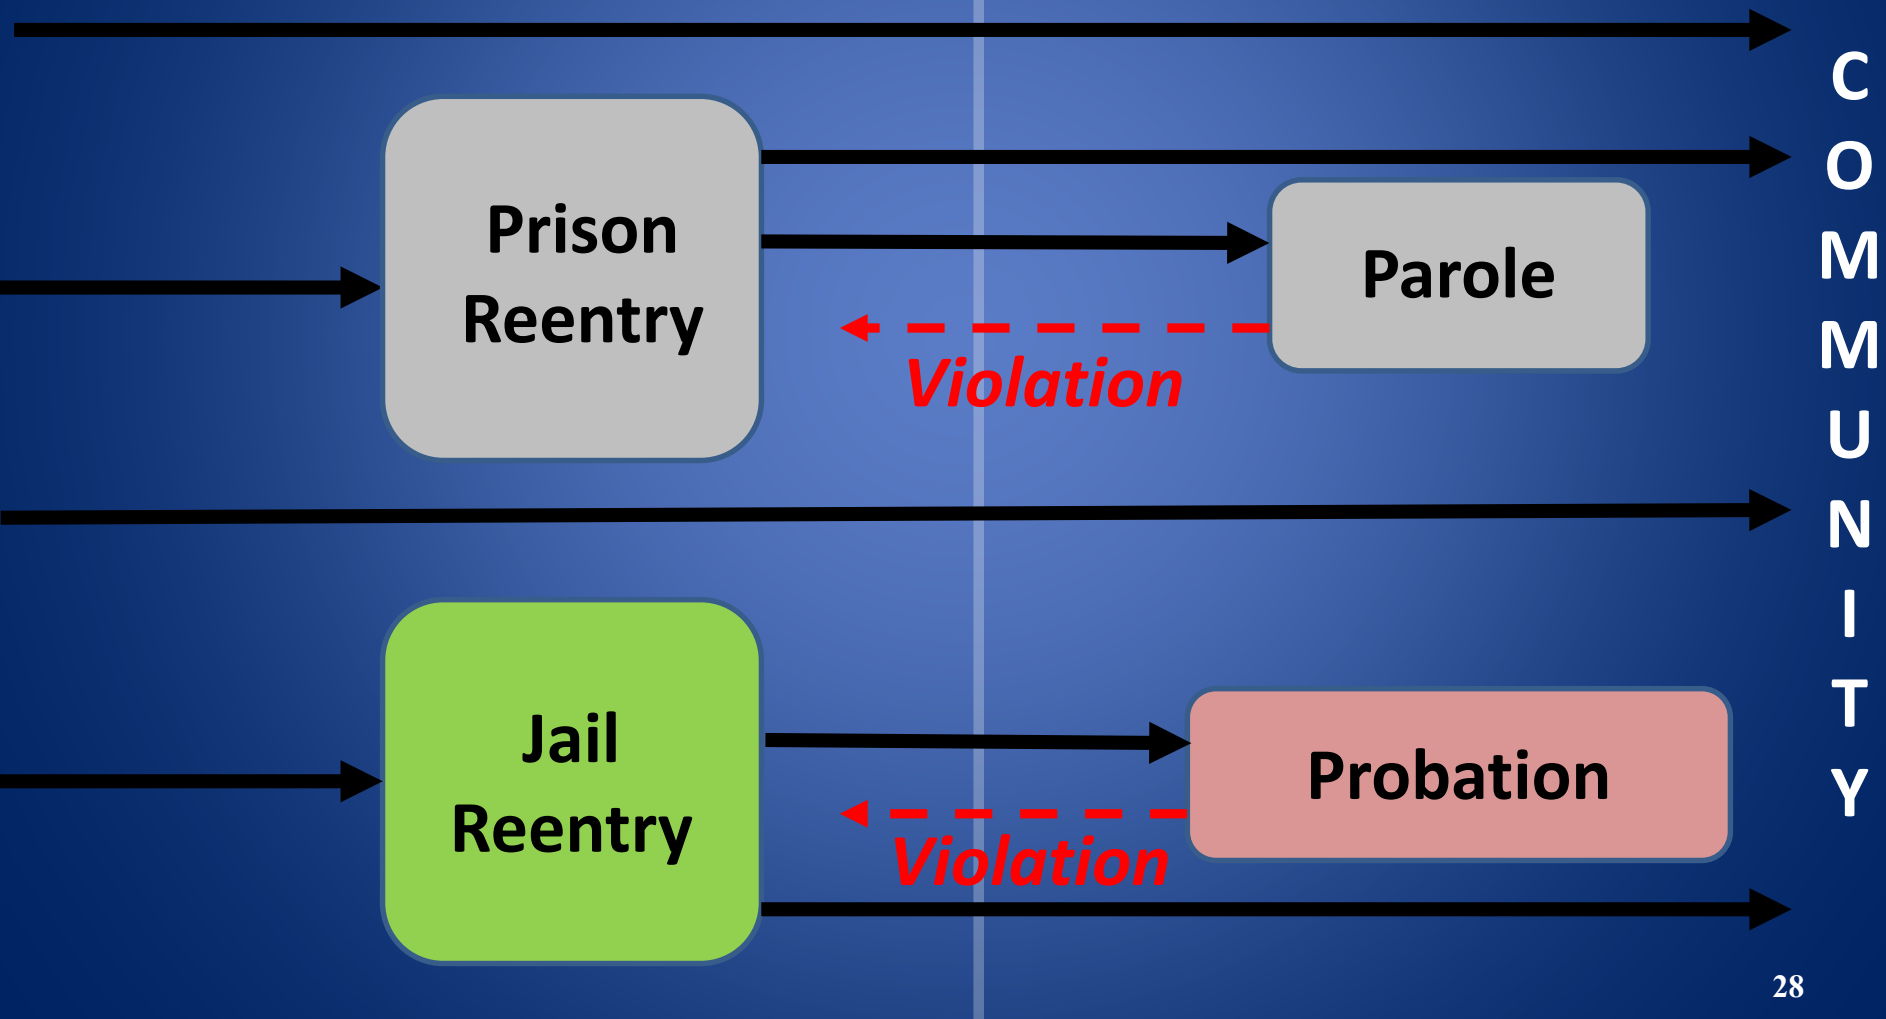 Prison
Reentry
Parole
Violation
Jail
Reentry
Probation
Violation
C
O
M
M
U
N
I
T
Y
28